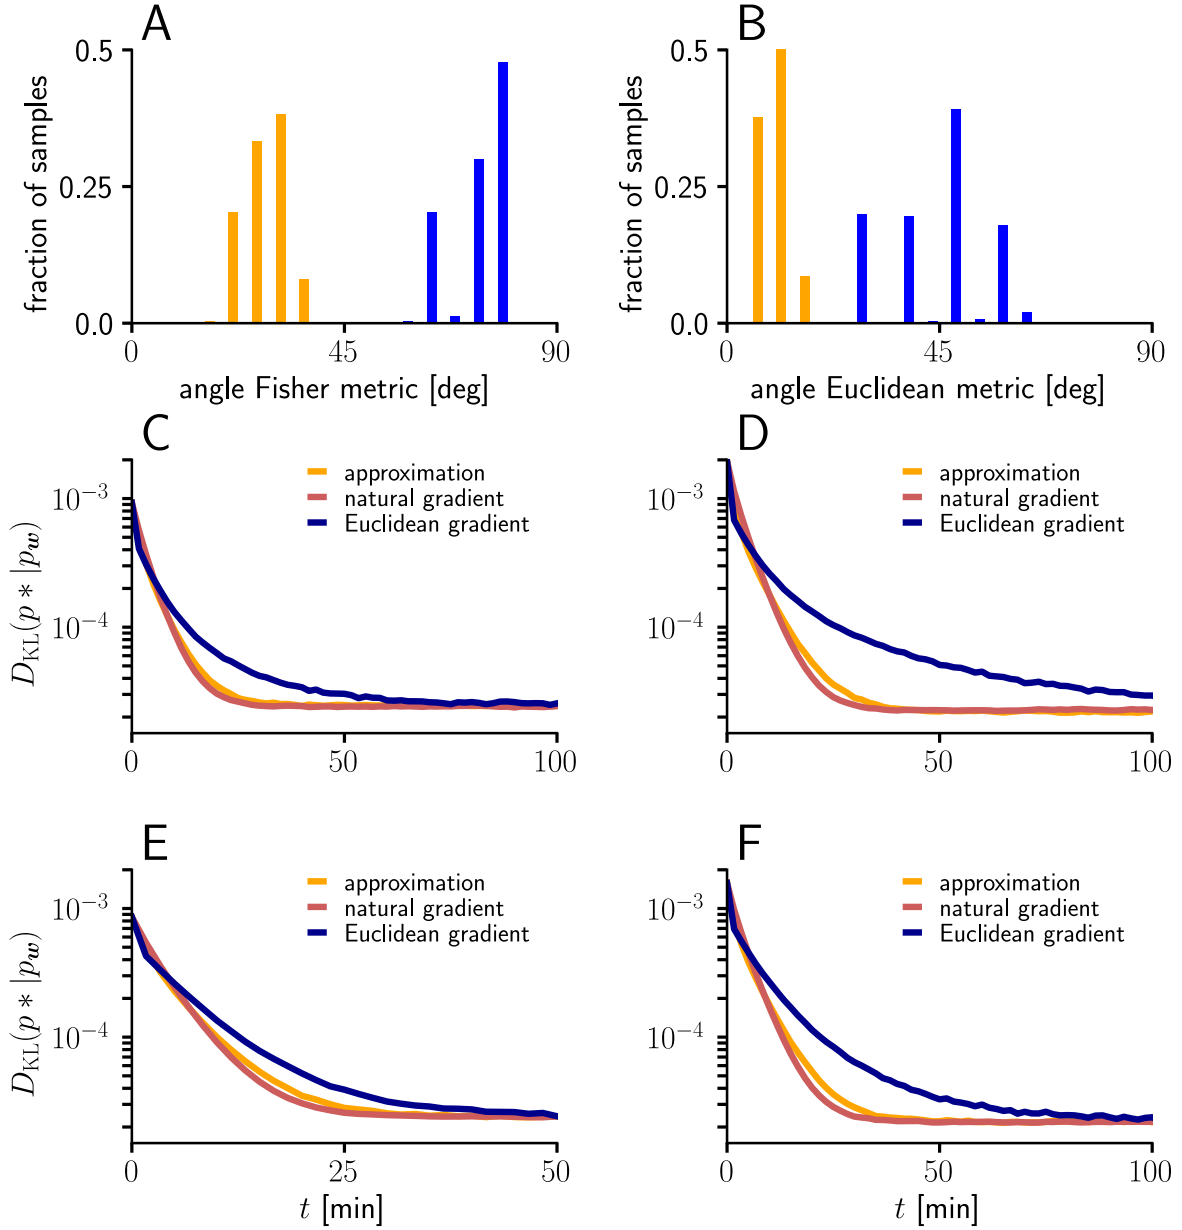 A
fraction of samples
0.5
0.25
0.0
0
45
90
angle Fisher metric [deg]
B
fraction of samples
0.5
0.25
0.0
0
45
90
angle Euclidean metric [deg]
C
approximation
natural gradient
Euclidean gradient
D_KL(p * |p_w)
10^−3
10^−4
0
50
100
D
approximation
natural gradient
Euclidean gradient
10^−3
10^−4
0
50
100
E
approximation
natural gradient
Euclidean gradient
D_KL(p * |p_w)
10^−3
10^−4
0
25
50
t [min]
F
approximation
natural gradient
Euclidean gradient
10^−3
10^−4
0
50
100
t [min]